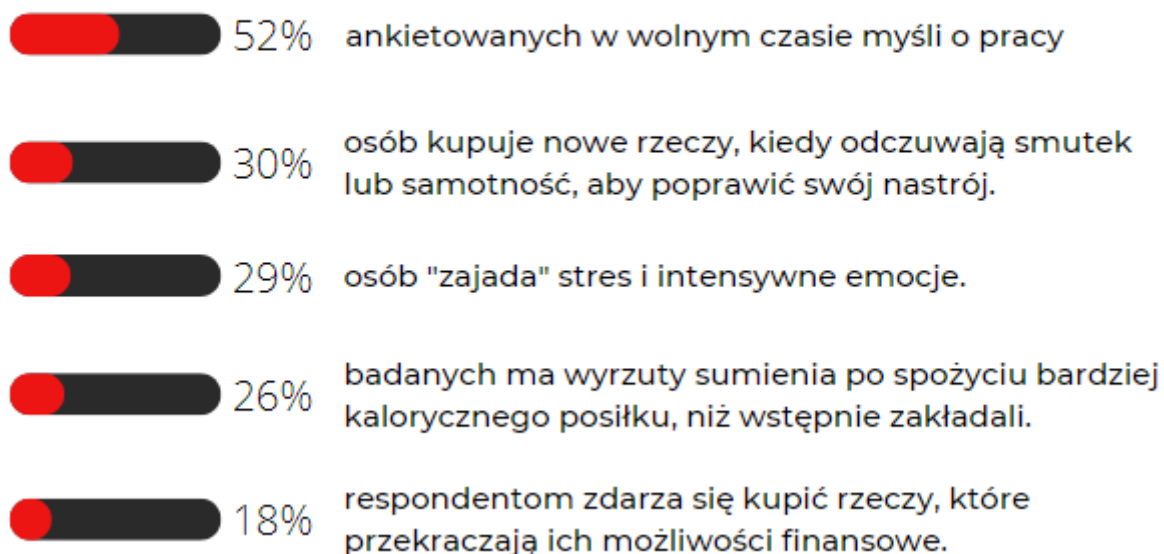 52% ankietowanych w wolnym czasie myśli o pracy
30% osób kupuje nowe rzeczy, kiedy odczuwają smutek
lub samotność, aby poprawić swój nastrój.
29% osób "zajada" stres i intensywne emocje.
26% badanych ma wyrzuty sumienia po spożyciu bardziej
kalorycznego posiłku, niż wstępnie zakładali.
18% respondentom zdarza się kupić rzeczy, które
przekraczają ich możliwości finansowe.